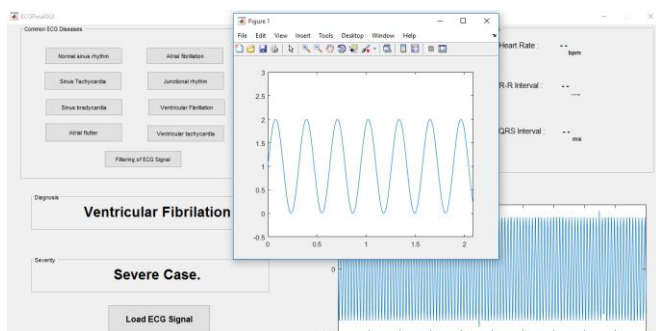 ECGFinalGUI
Common ECG Diseases
Normal sinus rhythm
Atrial fibrillation
Sinus Tachycardia
Junctional rhythm
Sinus bradycardia
Ventricular Fibrillation
Atrial flutter
Ventricular tachycardia
Filtering of ECG Signal
Diagnosis
Ventricular Fibrilation
Severity
Severe Case.
Load ECG Signal
Figure 1
File Edit View Insert Tools Desktop Window Help
3
2.5
2
1.5
1
0.5
0
-0.5
0 0.5 1 1.5 2
Heart Rate : -- bpm
R-R Interval : --
QRS Interval : -- ms
0